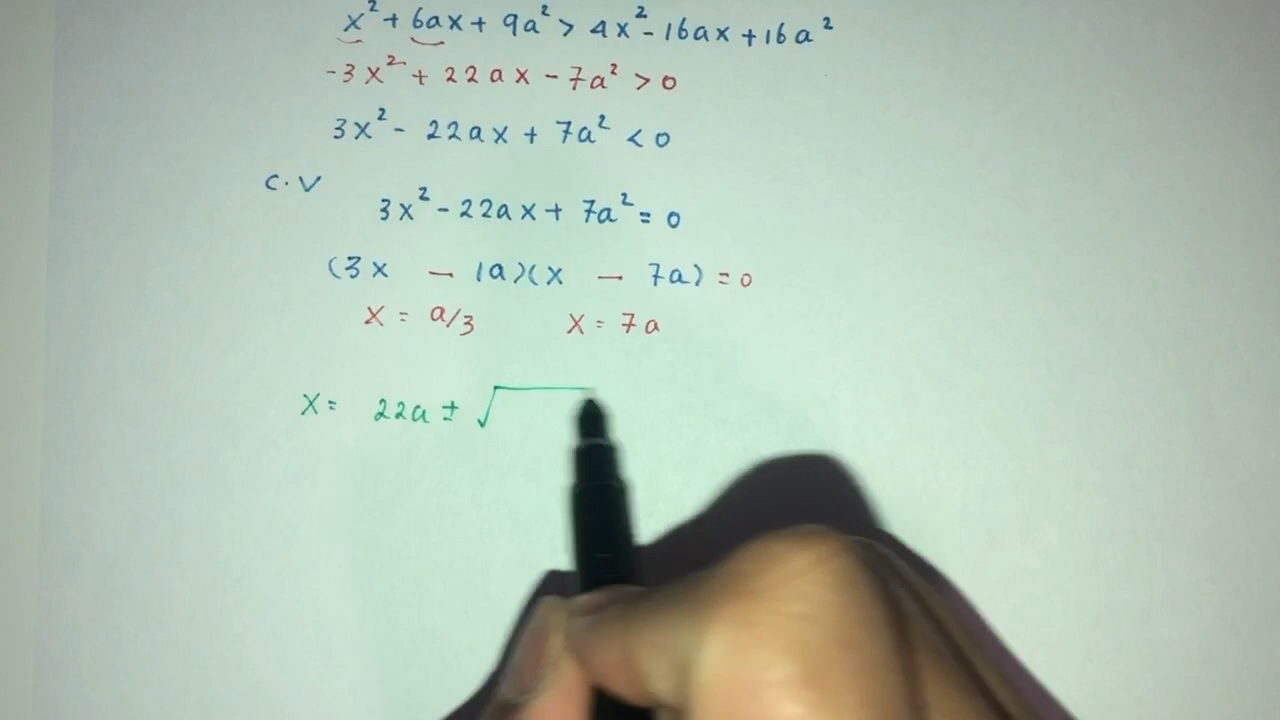 x² + 6ax + 9a² > 4x² - 16ax + 16a²
-3x² + 22ax - 7a² > 0
3x² - 22ax + 7a² < 0
C.V
3x² - 22ax + 7a² = 0
(3x - 1a)(x - 7a) = 0
x = a/3 x = 7a
x = 22a ± √